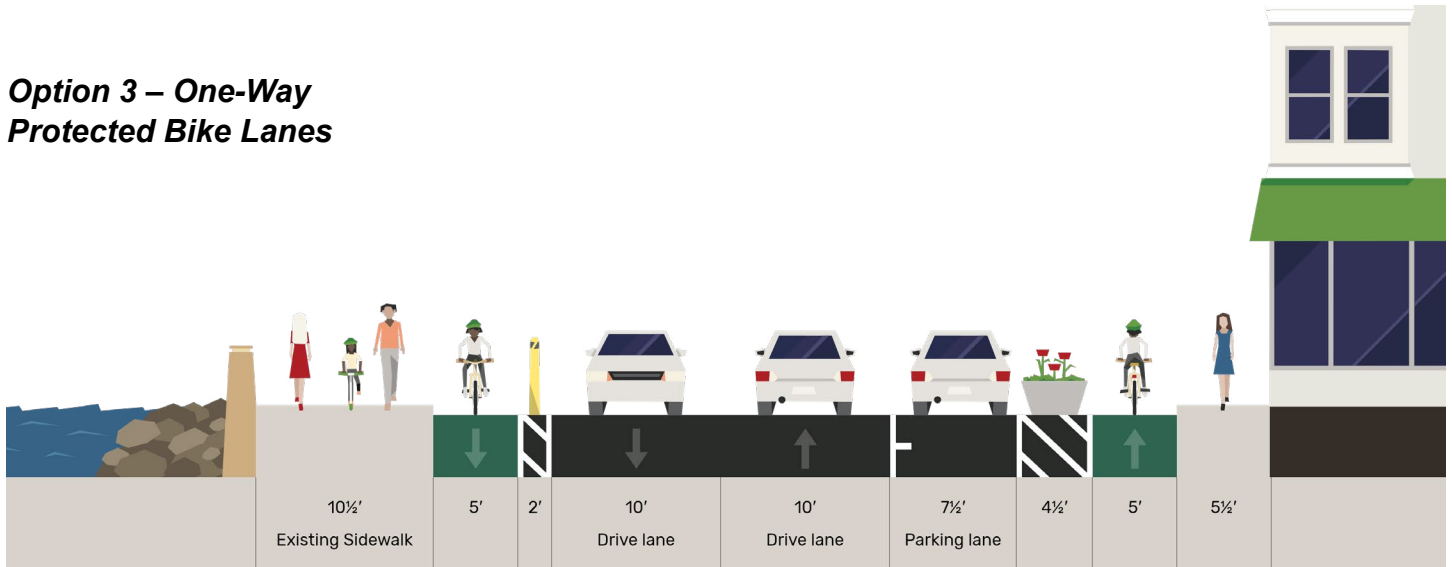 Option 3 – One-Way
Protected Bike Lanes
10½’
Existing Sidewalk
5’
2’
10’
Drive lane
10’
Drive lane
7½’
Parking lane
4½’
5’
5½’